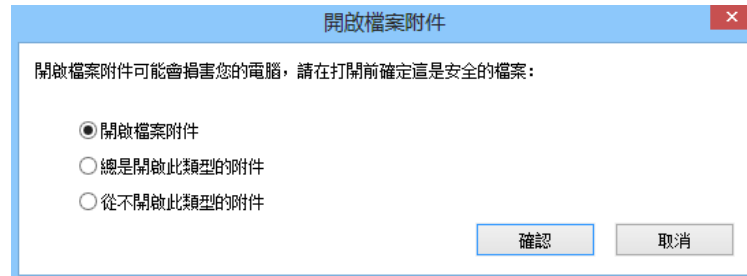 開啟檔案附件
開啟檔案附件可能會損害您的電腦，請在打開前確定這是安全的檔案：
開啟檔案附件
總是開啟此類型的附件
從不開啟此類型的附件
確認
取消